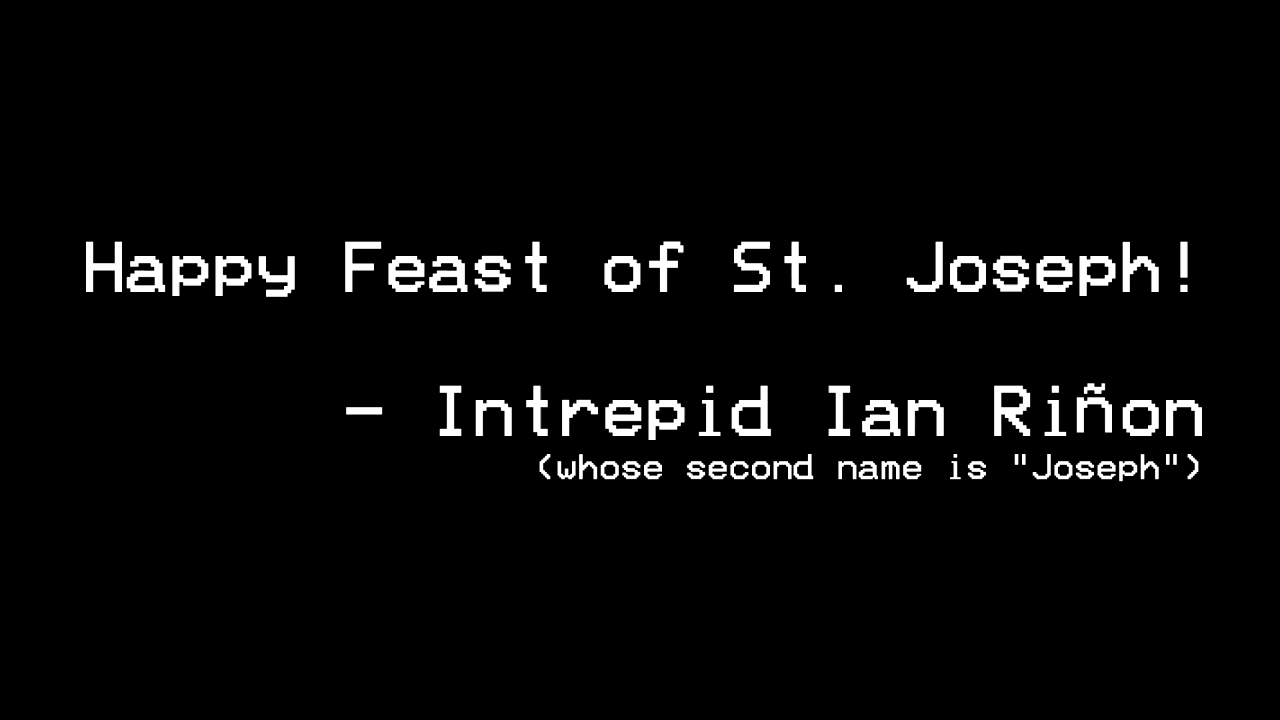 Happy Feast of St. Joseph!
- Intrepid Ian Riñon
(whose second name is "Joseph")